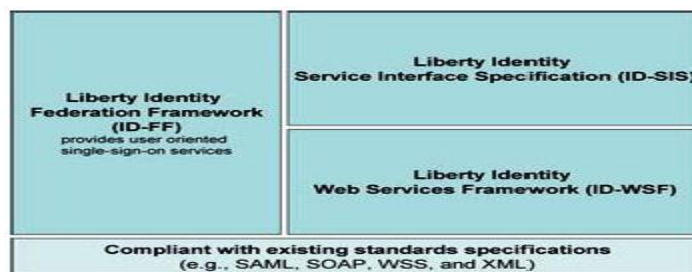 Liberty Identity
Federation Framework
(ID-FF)
provides user oriented
single-sign-on services
Liberty Identity
Service Interface Specification (ID-SIS)
Liberty Identity
Web Services Framework (ID-WSF)
Compliant with existing standards specifications
(e.g., SAML, SOAP, WSS, and XML)